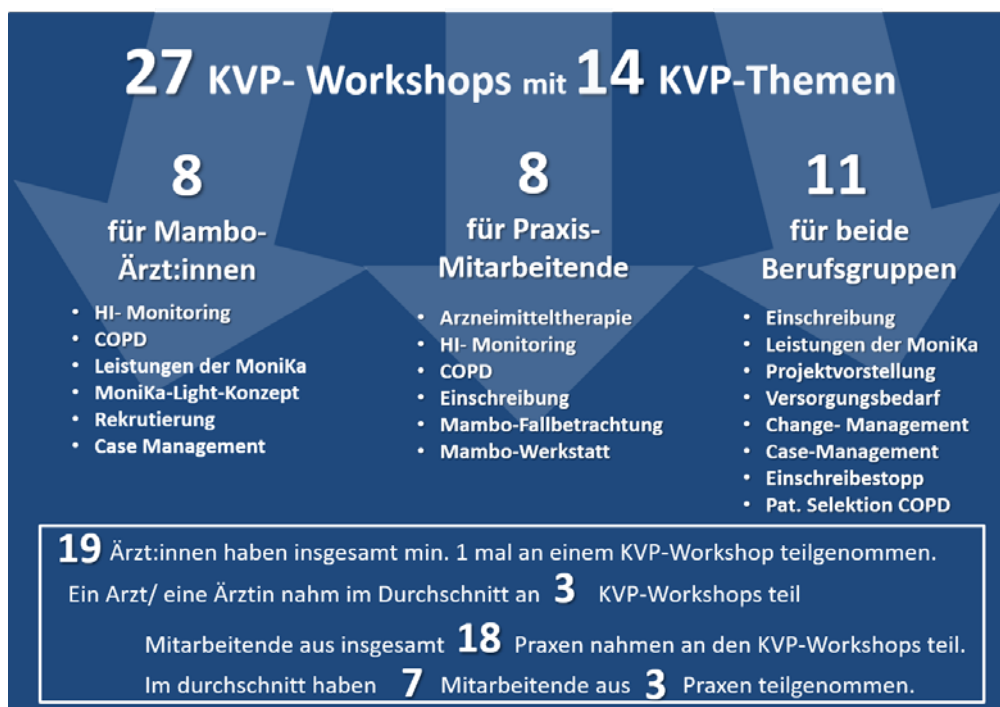 27 KVP- Workshops mit 14 KVP-Themen
8
für Mambo-
Ärzt:innen
• HI- Monitoring
• COPD
• Leistungen der MoniKa
• MoniKa-Light-Konzept
• Rekrutierung
• Case Management
8
für Praxis-
Mitarbeitende
• Arzneimitteltherapie
• HI- Monitoring
• COPD
• Einschreibung
• Mambo-Fallbetrachtung
• Mambo-Werkstatt
11
für beide
Berufsgruppen
• Einschreibung
• Leistungen der MoniKa
• Projektvorstellung
• Versorgungsbedarf
• Change- Management
• Case-Management
• Einschreibestopp
• Pat. Selektion COPD
19 Ärzt:innen haben insgesamt min. 1 mal an einem KVP-Workshop teilgenommen.
Ein Arzt/ eine Ärztin nahm im Durchschnitt an 3 KVP-Workshops teil
Mitarbeitende aus insgesamt 18 Praxen nahmen an den KVP-Workshops teil.
Im durchschnitt haben 7 Mitarbeitende aus 3 Praxen teilgenommen.